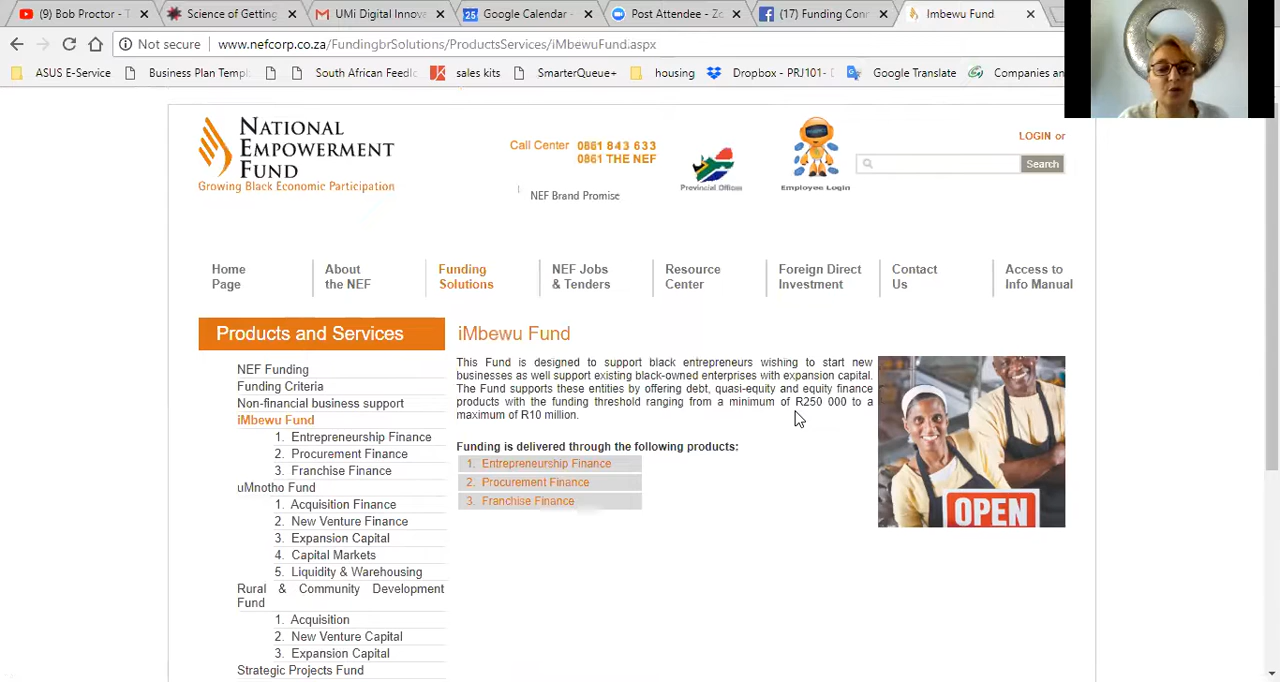 (9) Bob Proctor - T
Science of Getting
UMi Digital Innova
Google Calendar -
Post Attendee - Zo
(17) Funding Conn
Imbewu Fund
Not secure
www.nefcorp.co.za/FundingbrSolutions/ProductsServices/iMbewuFund.aspx
ASUS E-Service
Business Plan Temp
South African Feedb
sales kits
SmarterQueue+
housing
Dropbox - PRJ101-
Google Translate
Companies an
NATIONAL
EMPOWERMENT
FUND
Growing Black Economic Participation
Call Center 0861 843 633
0861 THE NEF
NEF Brand Promise
Provincial Offices
Employee Login
LOGIN or
Search
Home
Page
About
the NEF
Funding
Solutions
NEF Jobs
& Tenders
Resource
Center
Foreign Direct
Investment
Contact
Us
Access to
Info Manual
Products and Services
NEF Funding
Funding Criteria
Non-financial business support
iMbewu Fund
1. Entrepreneurship Finance
2. Procurement Finance
3. Franchise Finance
uMnotho Fund
1. Acquisition Finance
2. New Venture Finance
3. Expansion Capital
4. Capital Markets
5. Liquidity & Warehousing
Rural & Community Development
Fund
1. Acquisition
2. New Venture Capital
3. Expansion Capital
Strategic Projects Fund
iMbewu Fund
This Fund is designed to support black entrepreneurs wishing to start new
businesses as well support existing black-owned enterprises with expansion capital.
The Fund supports these entities by offering debt, quasi-equity and equity finance
products with the funding threshold ranging from a minimum of R250 000 to a
maximum of R10 million.
Funding is delivered through the following products:
1. Entrepreneurship Finance
2. Procurement Finance
3. Franchise Finance
OPEN